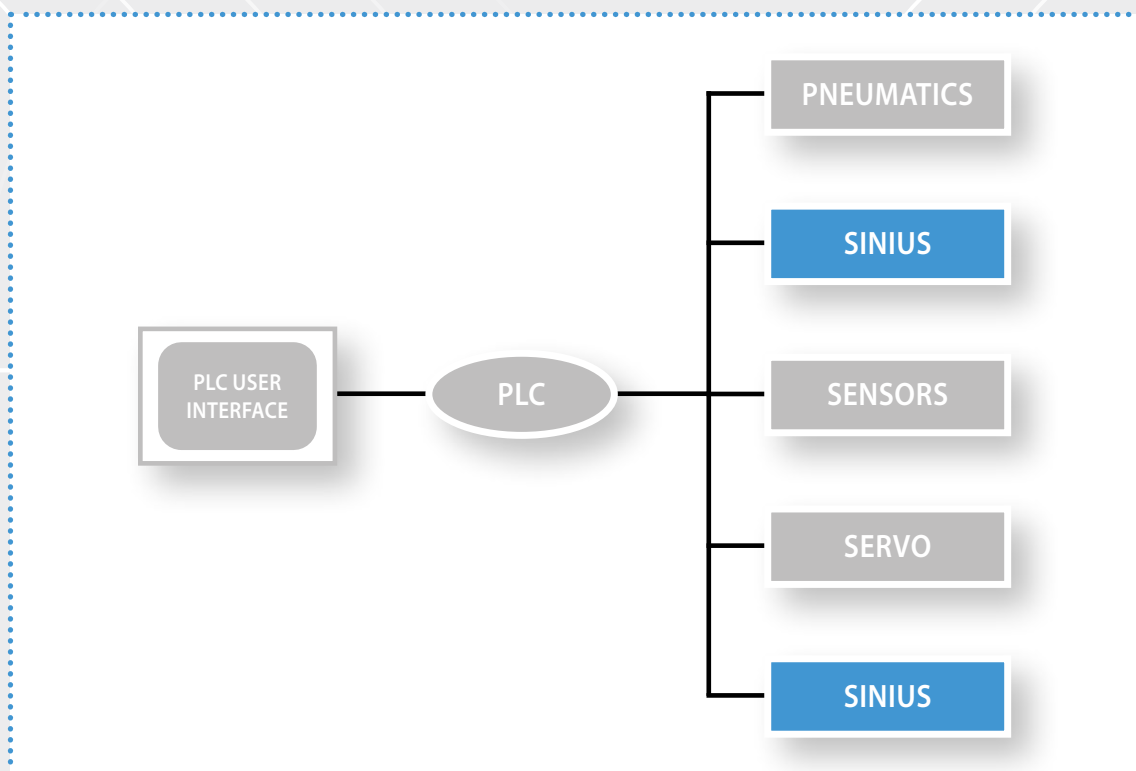 PNEUMATICS
SINIUS
PLC USER
INTERFACE
PLC
SENSORS
SERVO
SINIUS